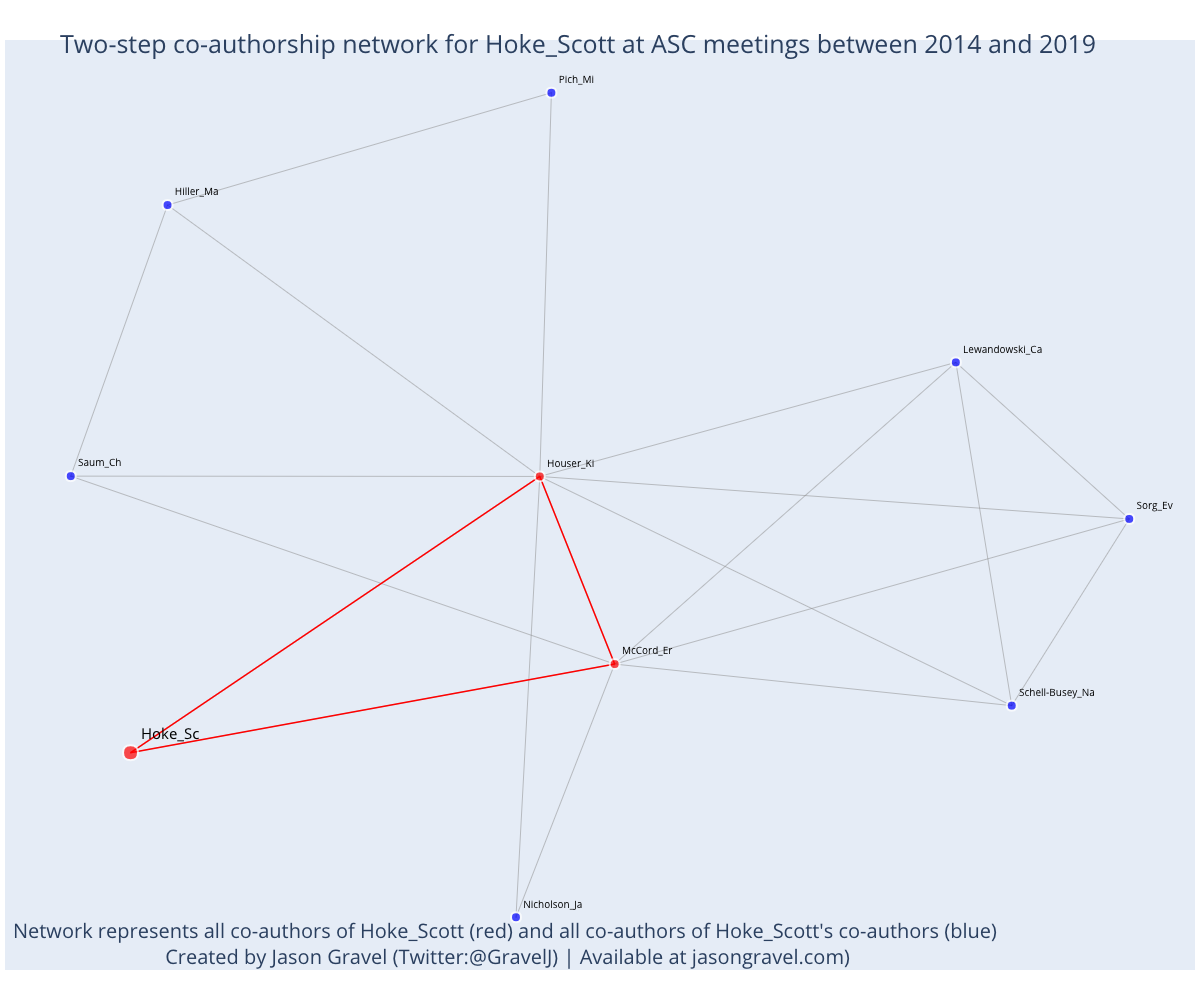 Two-step co-authorship network for Hoke_Scott at ASC meetings between 2014 and 2019
Pich_Mi
Hiller_Ma
Lewandowski_Ca
Saum_Ch
Houser_Ki
Sorg_Ev
McCord_Er
Schell-Busey_Na
Hoke_Sc
Nicholson_Ja
Network represents all co-authors of Hoke_Scott (red) and all co-authors of Hoke_Scott's co-authors (blue)
Created by Jason Gravel (Twitter:@GravelJ) | Available at jasongravel.com)